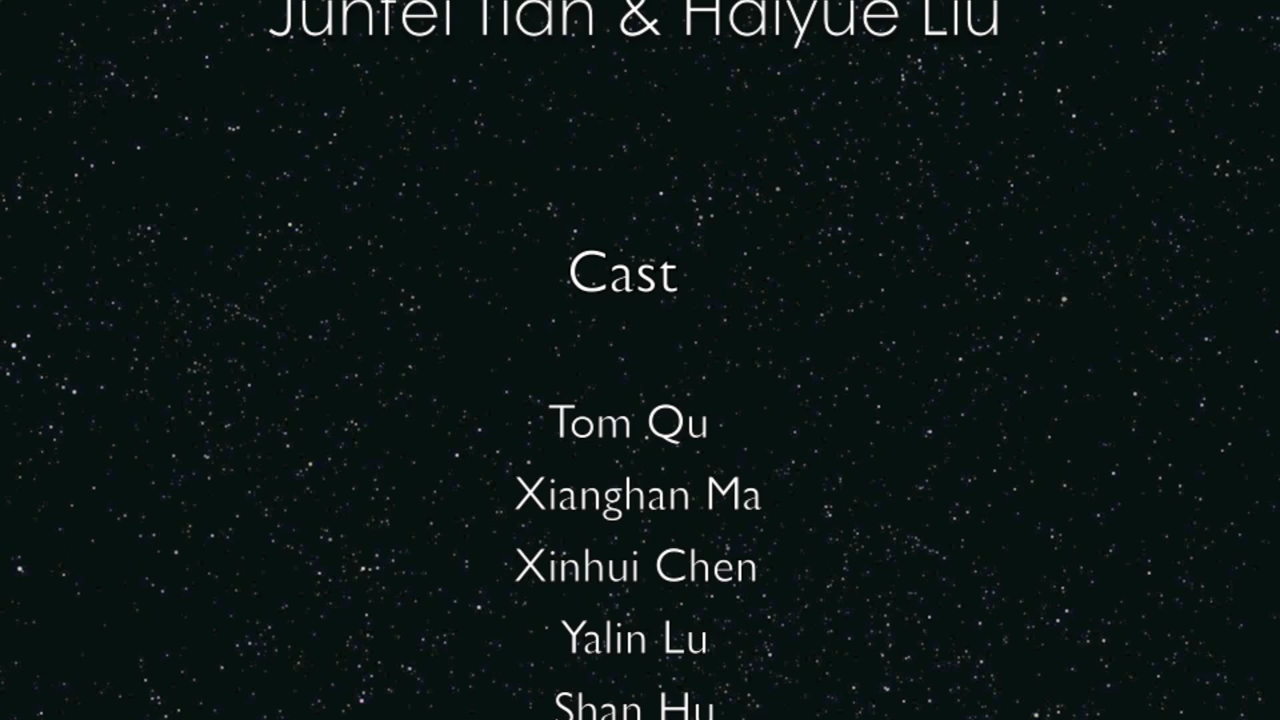 Junfei Tian & Haiyue Liu
Cast
Tom Qu
Xianghan Ma
Xinhui Chen
Yalin Lu
Shan Hu